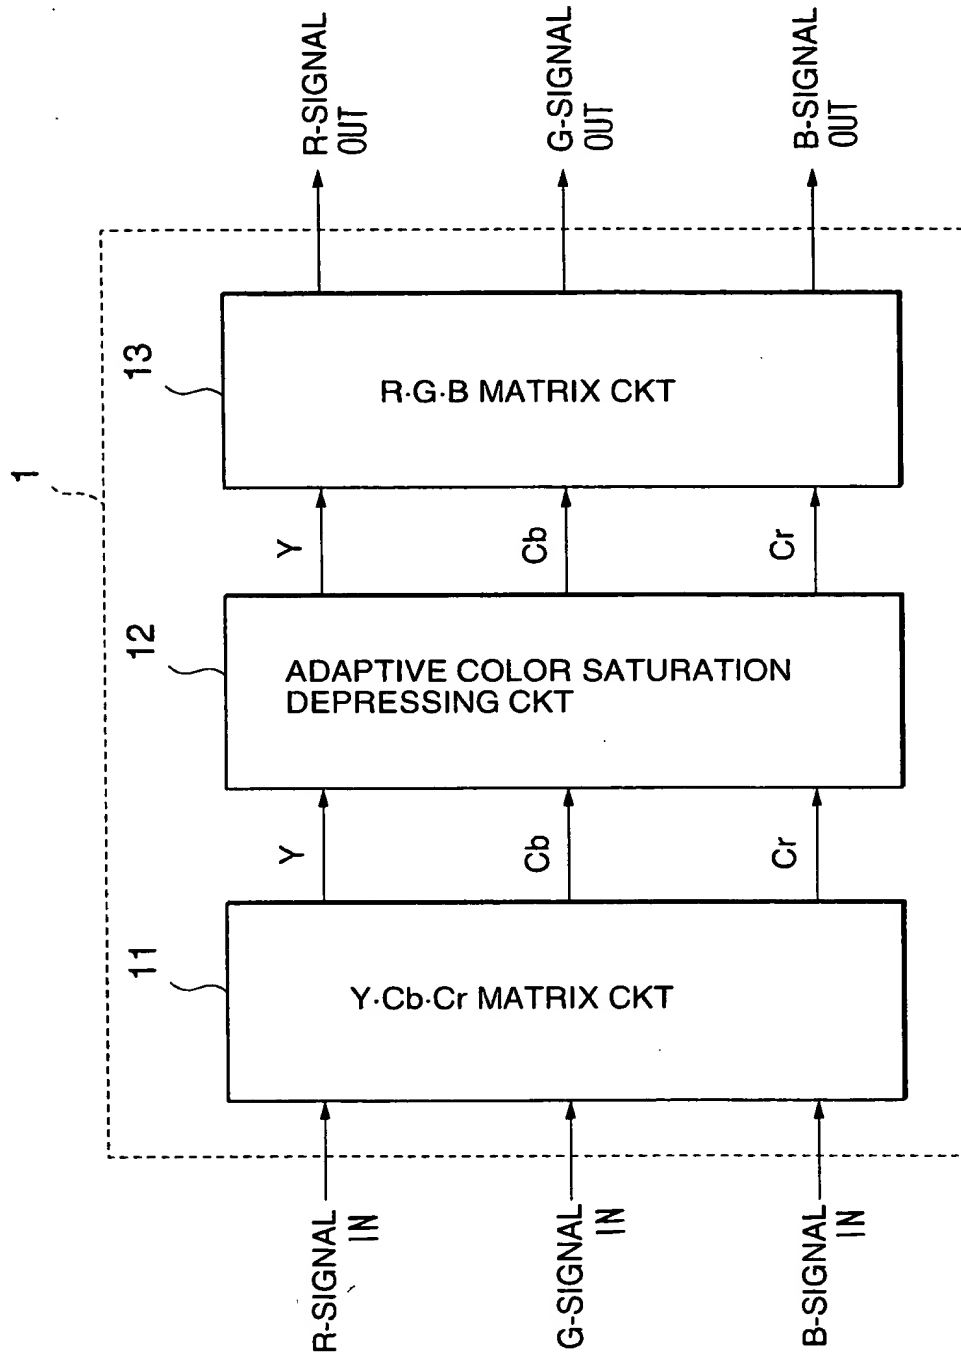 1
11
12
13
R-SIGNAL
IN
G-SIGNAL
IN
B-SIGNAL
IN
Y·Cb·Cr MATRIX CKT
Y
Cb
Cr
ADAPTIVE COLOR SATURATION
DEPRESSING CKT
Y
Cb
Cr
R·G·B MATRIX CKT
R-SIGNAL
OUT
G-SIGNAL
OUT
B-SIGNAL
OUT